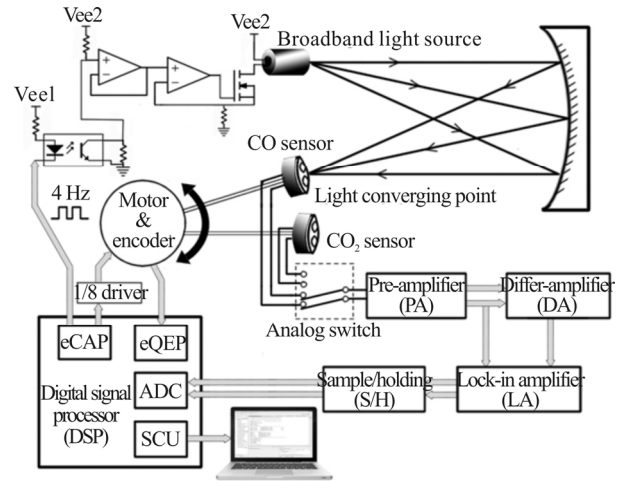 Vee2
Vee2
Broadband light source
Vee1
CO sensor
4 Hz
Motor
&
encoder
Light converging point
CO2 sensor
1/8 driver
Pre-amplifier
(PA)
Differ-amplifier
(DA)
Analog switch
eCAP
eQEP
Digital signal
processor
(DSP)
ADC
SCU
Sample/holding
(S/H)
Lock-in amplifier
(LA)
+
-
+
-